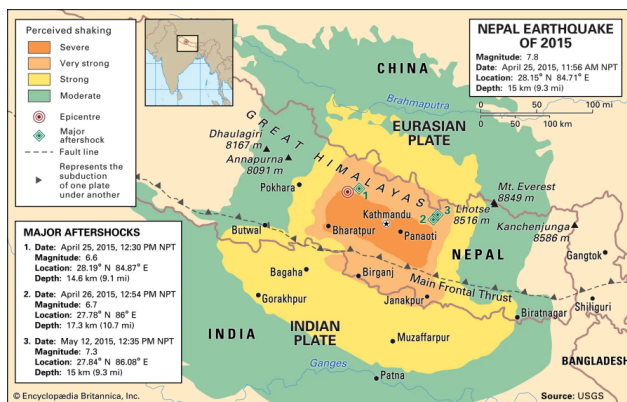 Perceived shaking
Severe
Very strong
Strong
Moderate
Epicentre
Major
aftershock
Fault line
Represents the
subduction
of one plate
under another
NEPAL EARTHQUAKE
OF 2015
Magnitude: 7.8
Date: April 25, 2015, 11:56 AM NPT
Location: 28.15° N 84.71° E
Depth: 15 km (9.3 mi)
0 50 100 mi
0 50 100 km
CHINA
Brahmaputra
EURASIAN
PLATE
GREAT HIMALAYAS
Dhaulagiri
8167 m
Annapurna
8091 m
Pokhara
1
Mt. Everest
8849 m
Lhotse
8516 m
3
2
Kathmandu
Kanchenjunga
8586 m
Butwal
Bharatpur
Panaoti
NEPAL
Gangtok
Bagaha
Birganj
Main Frontal Thrust
Gorakhpur
Janakpur
Shiliguri
Biratnagar
INDIA
INDIAN
PLATE
Muzaffarpur
BANGLADESH
Ganges
Patna
MAJOR AFTERSHOCKS
1. Date: April 25, 2015, 12:30 PM NPT
Magnitude: 6.6
Location: 28.19° N 84.87° E
Depth: 14.6 km (9.1 mi)
2. Date: April 26, 2015, 12:54 PM NPT
Magnitude: 6.7
Location: 27.78° N 86° E
Depth: 17.3 km (10.7 mi)
3. Date: May 12, 2015, 12:35 PM NPT
Magnitude: 7.3
Location: 27.84° N 86.08° E
Depth: 15 km (9.3 mi)
© Encyclopædia Britannica, Inc.
Source: USGS